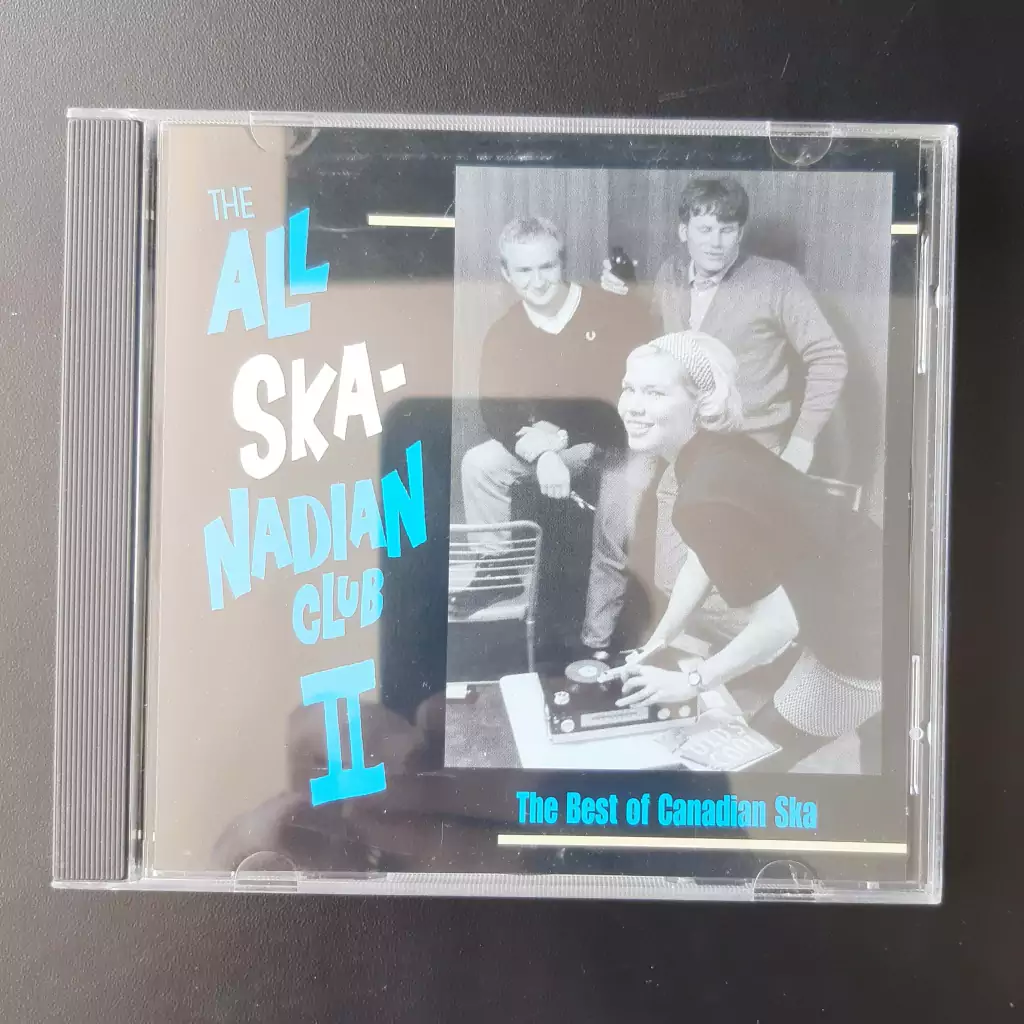 THE
ALL
SKA-
NADIAN
CLUB
II
The Best of Canadian Ska